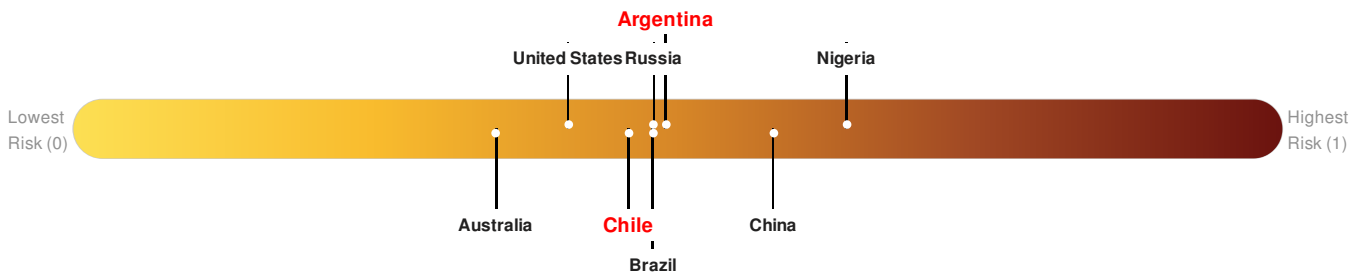 Argentina
United States Russia Nigeria
Lowest
Risk (0)
Highest
Risk (1)
Australia Chile China
Brazil